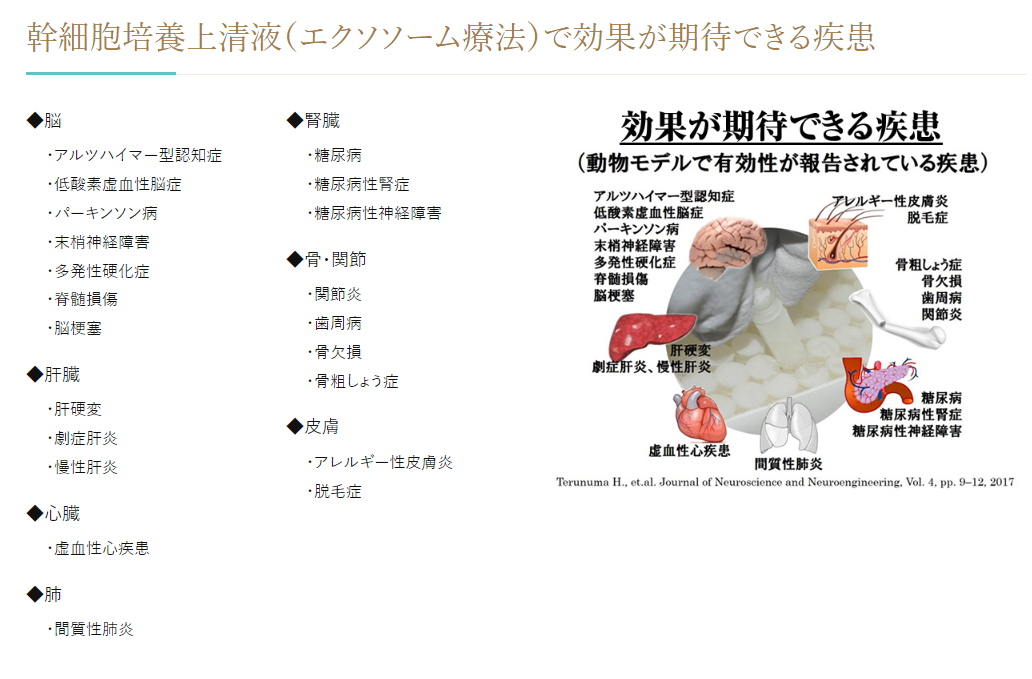 幹細胞培養上清液(エクソソーム療法)で効果が期待できる疾患
◆脳
・アルツハイマー型認知症
・低酸素虚血性脳症
・パーキンソン病
・末梢神経障害
・多発性硬化症
・脊髄損傷
・脳梗塞
◆肝臓
・肝硬変
・劇症肝炎
・慢性肝炎
◆心臓
・虚血性心疾患
◆肺
・間質性肺炎
◆腎臓
・糖尿病
・糖尿病性腎症
・糖尿病性神経障害
◆骨・関節
・関節炎
・歯周病
・骨欠損
・骨粗しょう症
◆皮膚
・アレルギー性皮膚炎
・脱毛症
効果が期待できる疾患
(動物モデルで有効性が報告されている疾患)
アルツハイマー型認知症
低酸素虚血性脳症
パーキンソン病
末梢神経障害
多発性硬化症
脊髄損傷
脳梗塞
アレルギー性皮膚炎
脱毛症
骨粗しょう症
骨欠損
歯周病
関節炎
肝硬変
劇症肝炎、慢性肝炎
糖尿病
糖尿病性腎症
糖尿病性神経障害
虚血性心疾患
間質性肺炎
Terunuma H., et.al. Journal of Neuroscience and Neuroengineering, Vol. 4, pp. 9–12, 2017